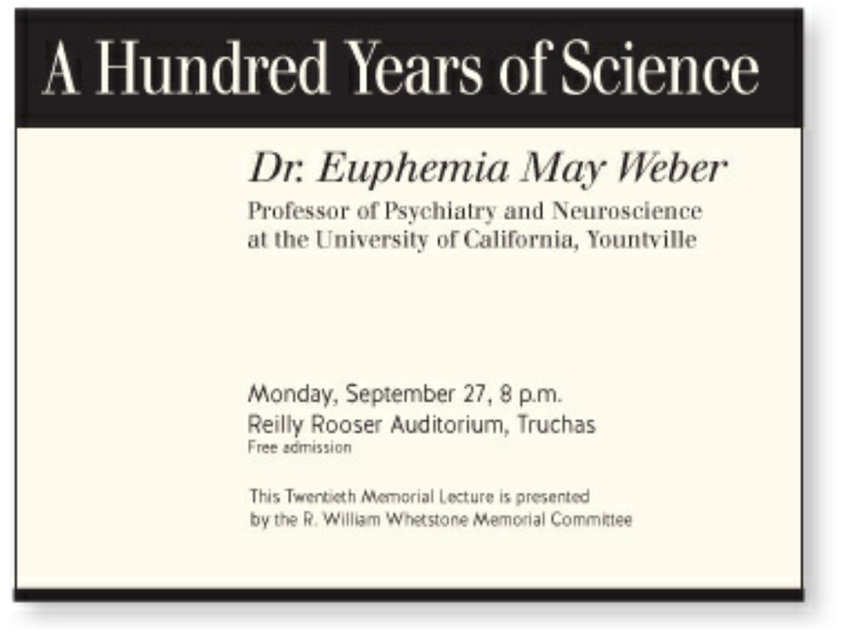 A Hundred Years of Science
Dr. Euphemia May Weber
Professor of Psychiatry and Neuroscience
at the University of California, Yountville
Monday, September 27, 8 p.m.
Reilly Rooser Auditorium, Truchas
Free admission
This Twentieth Memorial Lecture is presented
by the R. William Whetstone Memorial Committee